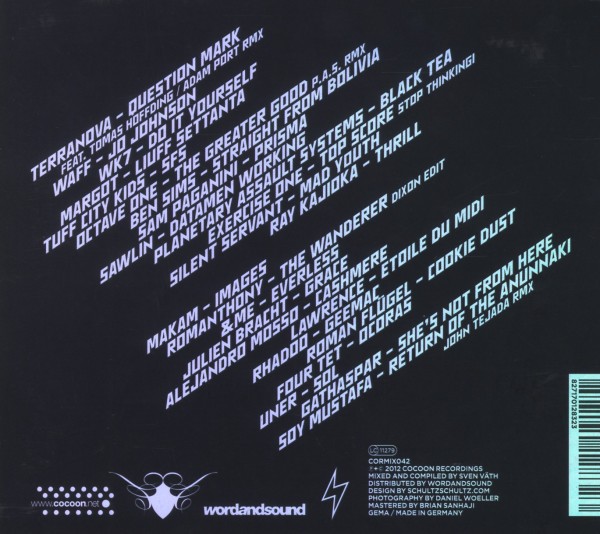 TERRANOVA - QUESTION MARK
FEAT. TOMAS HOFFDING / ADAM PORT RMX
WAFF - JO JOHNSON
WK7 - DO IT YOURSELF
MARGOT - LIUFF SETTANTA
TUFF CITY KIDS - SFS
OCTAVE ONE - THE GREATER GOOD P.A.S. RMX
BEN SIMS - STRAIGHT FROM BOLIVIA
SAM PAGANINI - PRISMA
SAWLIN - DATAMEN WORKING
PLANETARY ASSAULT SYSTEMS - BLACK TEA
EXERCISE ONE - TOP SCORE STOP THINKING!
SILENT SERVANT - MAD YOUTH
RAY KAJIOKA - THRILL
MAKAM - IMAGES
ROMANTHONY - THE WANDERER DIXON EDIT
&ME - EVERLESS
JULIEN BRACHT - GRACE
ALEJANDRO MOSSO - CASHMERE
LAWRENCE - ETOILE DU MIDI
RHADOO - GEEMAC
ROMAN FLÜGEL - COOKIE DUST
FOUR TET - OCORAS
UNER - SOL
GATHASPAR - SHE'S NOT FROM HERE
SOY MUSTAFA - RETURN OF THE ANUNNAKI
JOHN TEJADA RMX
827170128323
LC 11279
CORMIX042
℗+© 2012 COCOON RECORDINGS
MIXED AND COMPILED BY SVEN VÄTH
DISTRIBUTED BY WORDANDSOUND
DESIGN BY SCHULTZSCHULTZ.COM
PHOTOGRAPHY BY DANIEL WOELLER
MASTERED BY BRIAN SANHAJI
GEMA / MADE IN GERMANY
www.cocoon.net
wordandsound